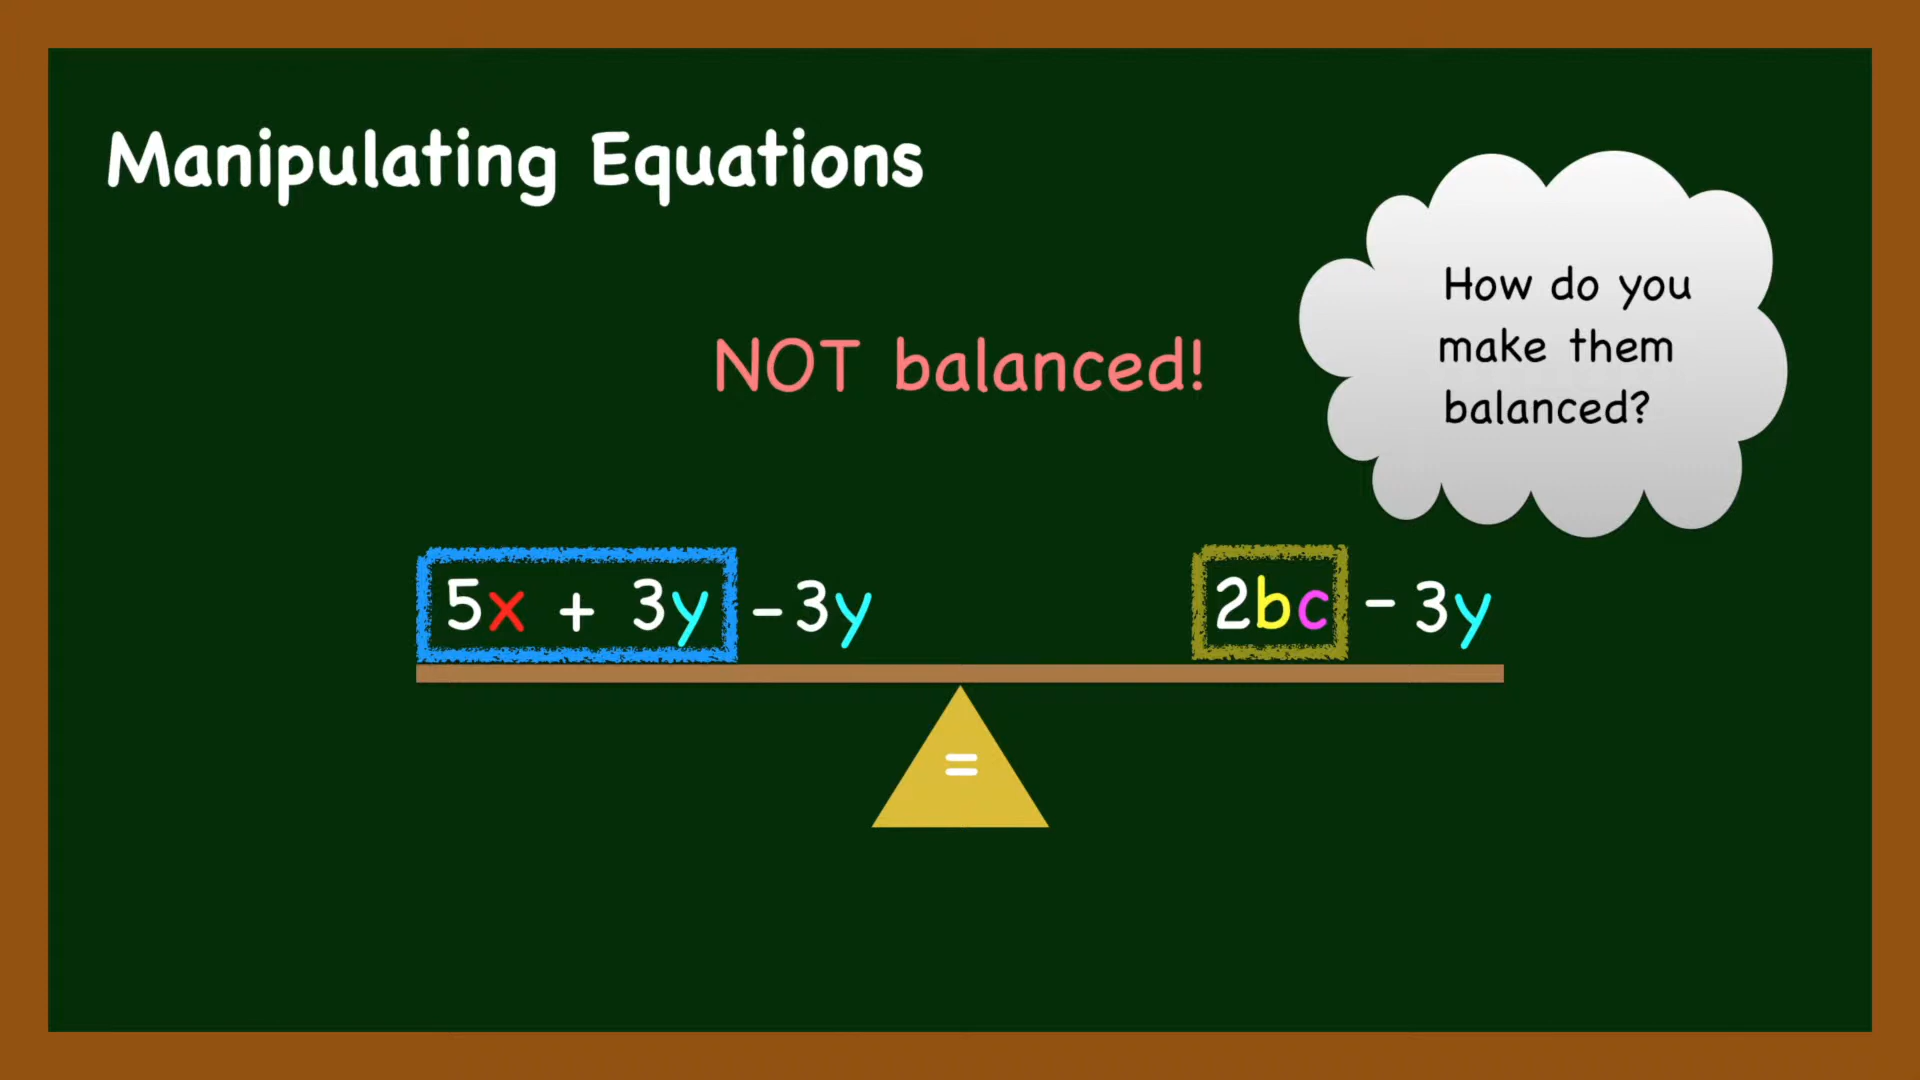 Manipulating Equations
How do you
make them
balanced?
NOT balanced!
5x + 3y - 3y
2bc - 3y
=